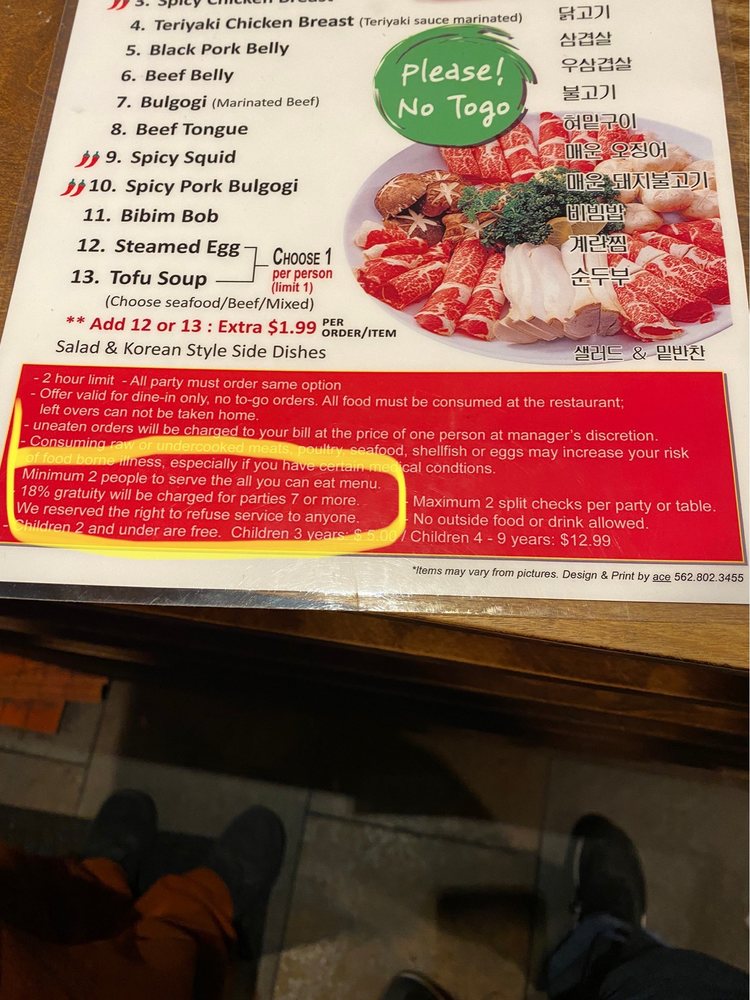 3. Spicy Chicken Breast
4. Teriyaki Chicken Breast (Teriyaki sauce marinated)
닭고기
5. Black Pork Belly
삼겹살
6. Beef Belly
우삼겹살
7. Bulgogi (Marinated Beef)
불고기
8. Beef Tongue
혀밑구이
9. Spicy Squid
매운 오징어
10. Spicy Pork Bulgogi
매운 돼지불고기
11. Bibim Bob
비빔밥
12. Steamed Egg
계란찜
13. Tofu Soup
순두부
CHOOSE 1
per person
(limit 1)
(Choose seafood/Beef/Mixed)
** Add 12 or 13 : Extra $1.99 PER
ORDER/ITEM
Salad & Korean Style Side Dishes
샐러드 & 밑반찬
Please!
No Togo
- 2 hour limit - All party must order same option
- Offer valid for dine-in only, no to-go orders. All food must be consumed at the restaurant;
left overs can not be taken home.
- uneaten orders will be charged to your bill at the price of one person at manager's discretion.
- Consuming raw or undercooked meats, poultry, seafood, shellfish or eggs may increase your risk
of food borne illness, especially if you have certain medical condtions.
Minimum 2 people to serve the all you can eat menu.
18% gratuity will be charged for parties 7 or more.
- Maximum 2 split checks per party or table.
We reserved the right to refuse service to anyone.
- No outside food or drink allowed.
- Children 2 and under are free. Children 3 years: $ 5.00 / Children 4 - 9 years: $12.99
*Items may vary from pictures. Design & Print by ace 562.802.3455